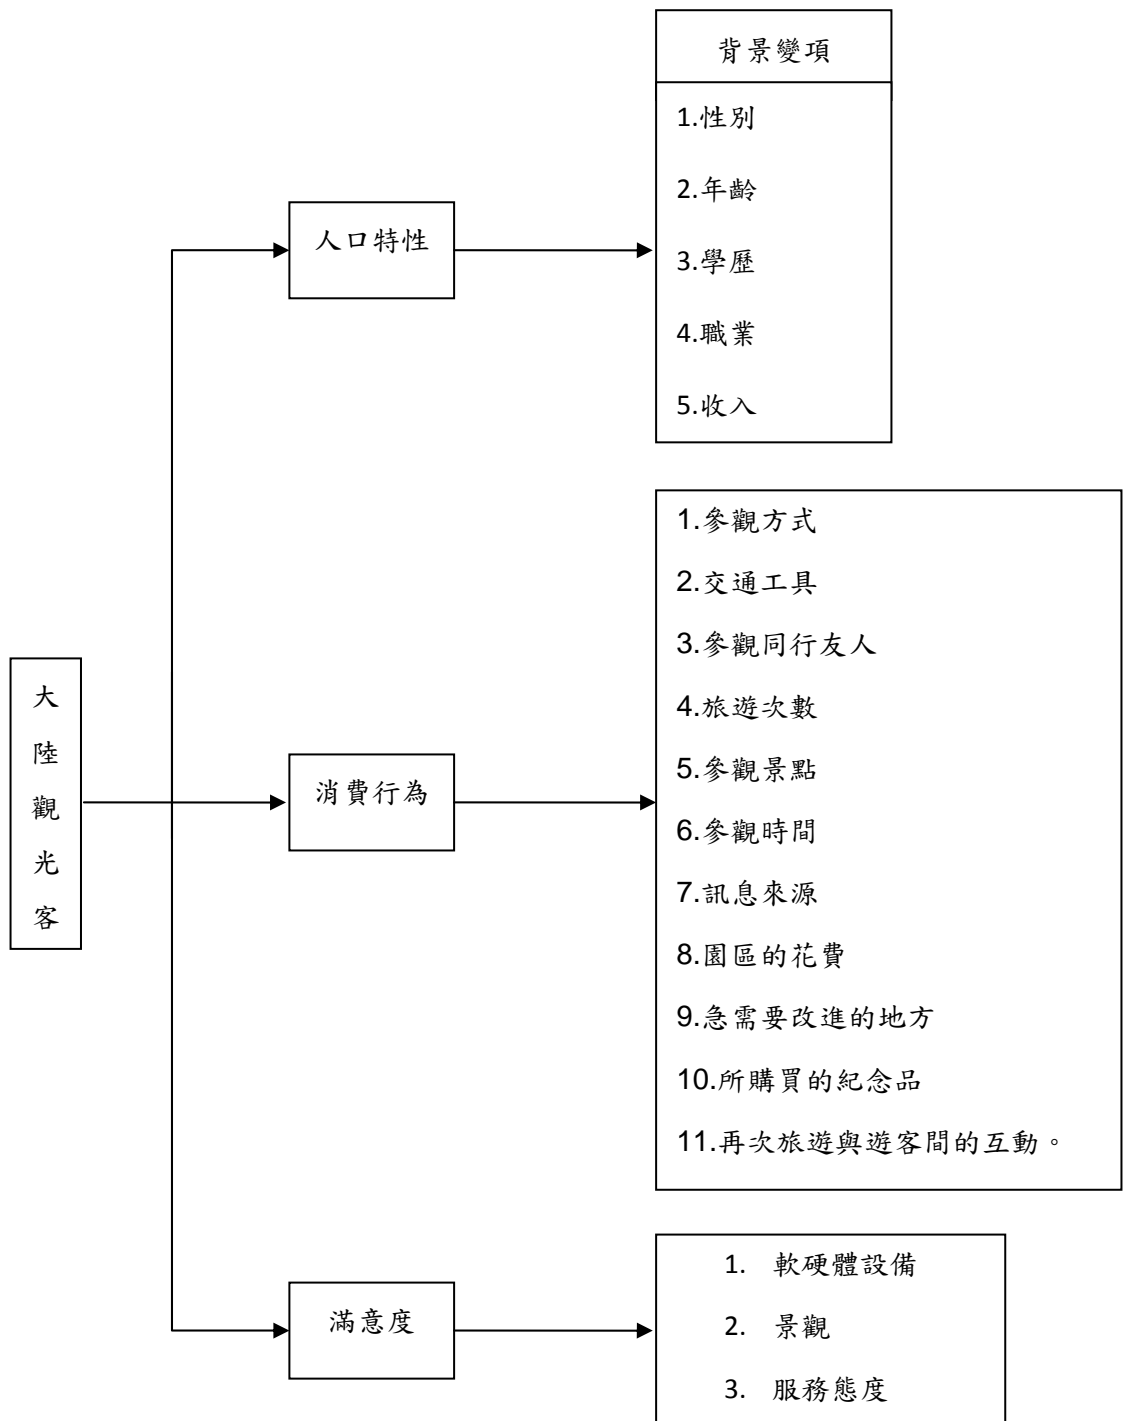 背景變項
1.性別
2.年齡
3.學歷
4.職業
5.收入
人口特性
1.參觀方式
2.交通工具
3.參觀同行友人
4.旅遊次數
5.參觀景點
6.參觀時間
7.訊息來源
8.園區的花費
9.急需要改進的地方
10.所購買的紀念品
11.再次旅遊與遊客間的互動。
大
陸
觀
光
客
消費行為
滿意度
1. 軟硬體設備
2. 景觀
3. 服務態度